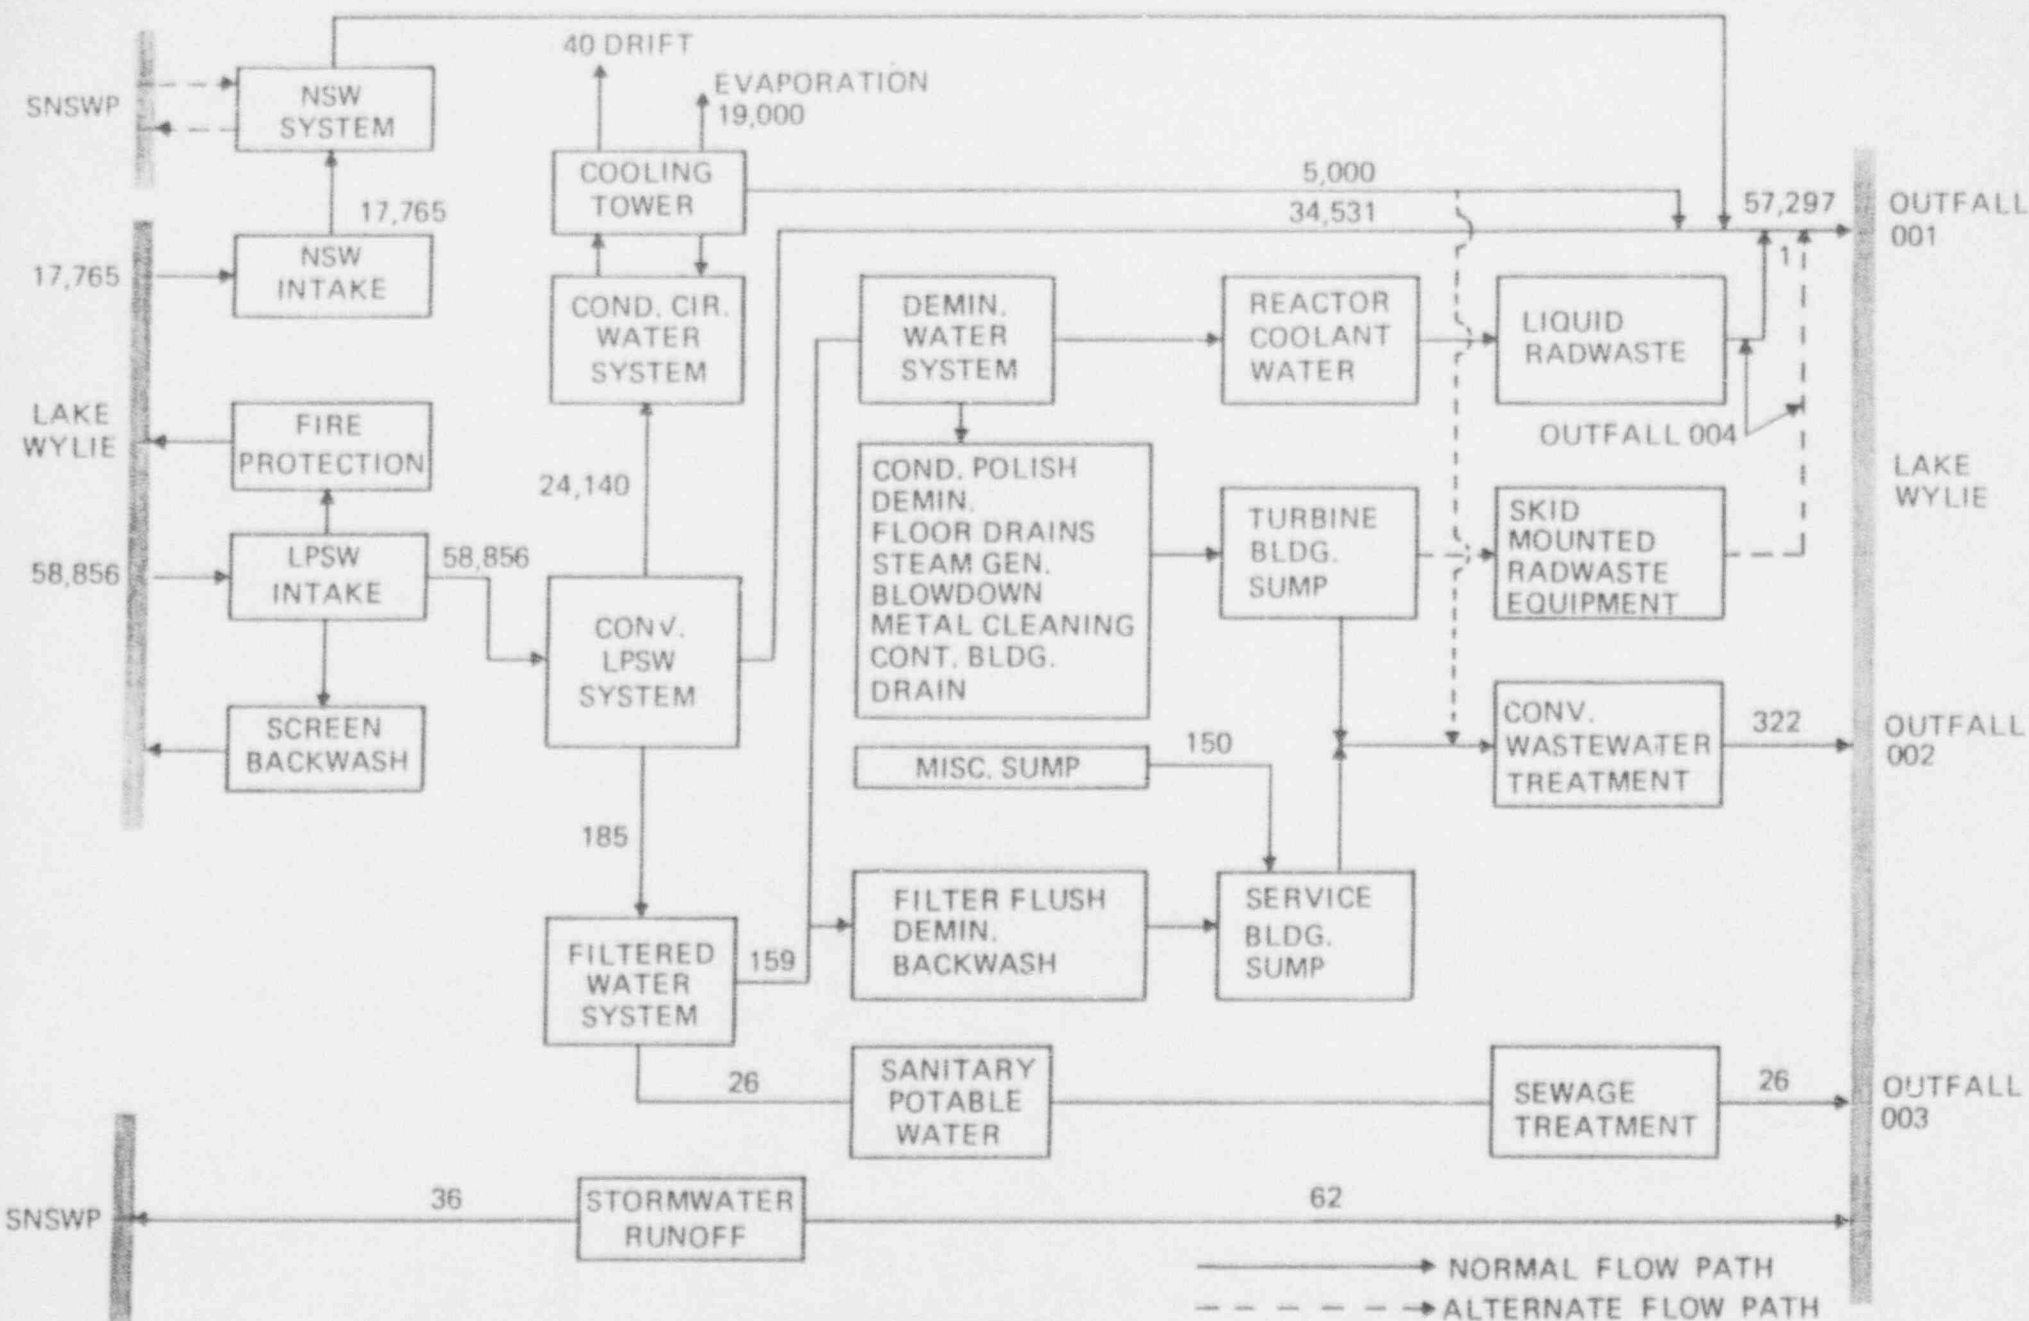 40 DRIFT
EVAPORATION
19,000
SNSWP
NSW
SYSTEM
COOLING
TOWER
5,000
34,531
57,297
1
OUTFALL
001
17,765
17,765
NSW
INTAKE
COND. CIR.
WATER
SYSTEM
DEMIN.
WATER
SYSTEM
REACTOR
COOLANT
WATER
LIQUID
RADWASTE
OUTFALL 004
LAKE
WYLIE
FIRE
PROTECTION
24,140
COND. POLISH
DEMIN.
FLOOR DRAINS
STEAM GEN.
BLOWDOWN
METAL CLEANING
CONT. BLDG.
DRAIN
TURBINE
BLDG.
SUMP
SKID
MOUNTED
RADWASTE
EQUIPMENT
LAKE
WYLIE
58,856
LPSW
INTAKE
58,856
CONV.
LPSW
SYSTEM
SCREEN
BACKWASH
MISC. SUMP
150
CONV.
WASTEWATER
TREATMENT
322
OUTFALL
002
185
FILTERED
WATER
SYSTEM
159
FILTER FLUSH
DEMIN.
BACKWASH
SERVICE
BLDG.
SUMP
26
SANITARY
POTABLE
WATER
SEWAGE
TREATMENT
26
OUTFALL
003
SNSWP
36
STORMWATER
RUNOFF
62
NORMAL FLOW PATH
ALTERNATE FLOW PATH